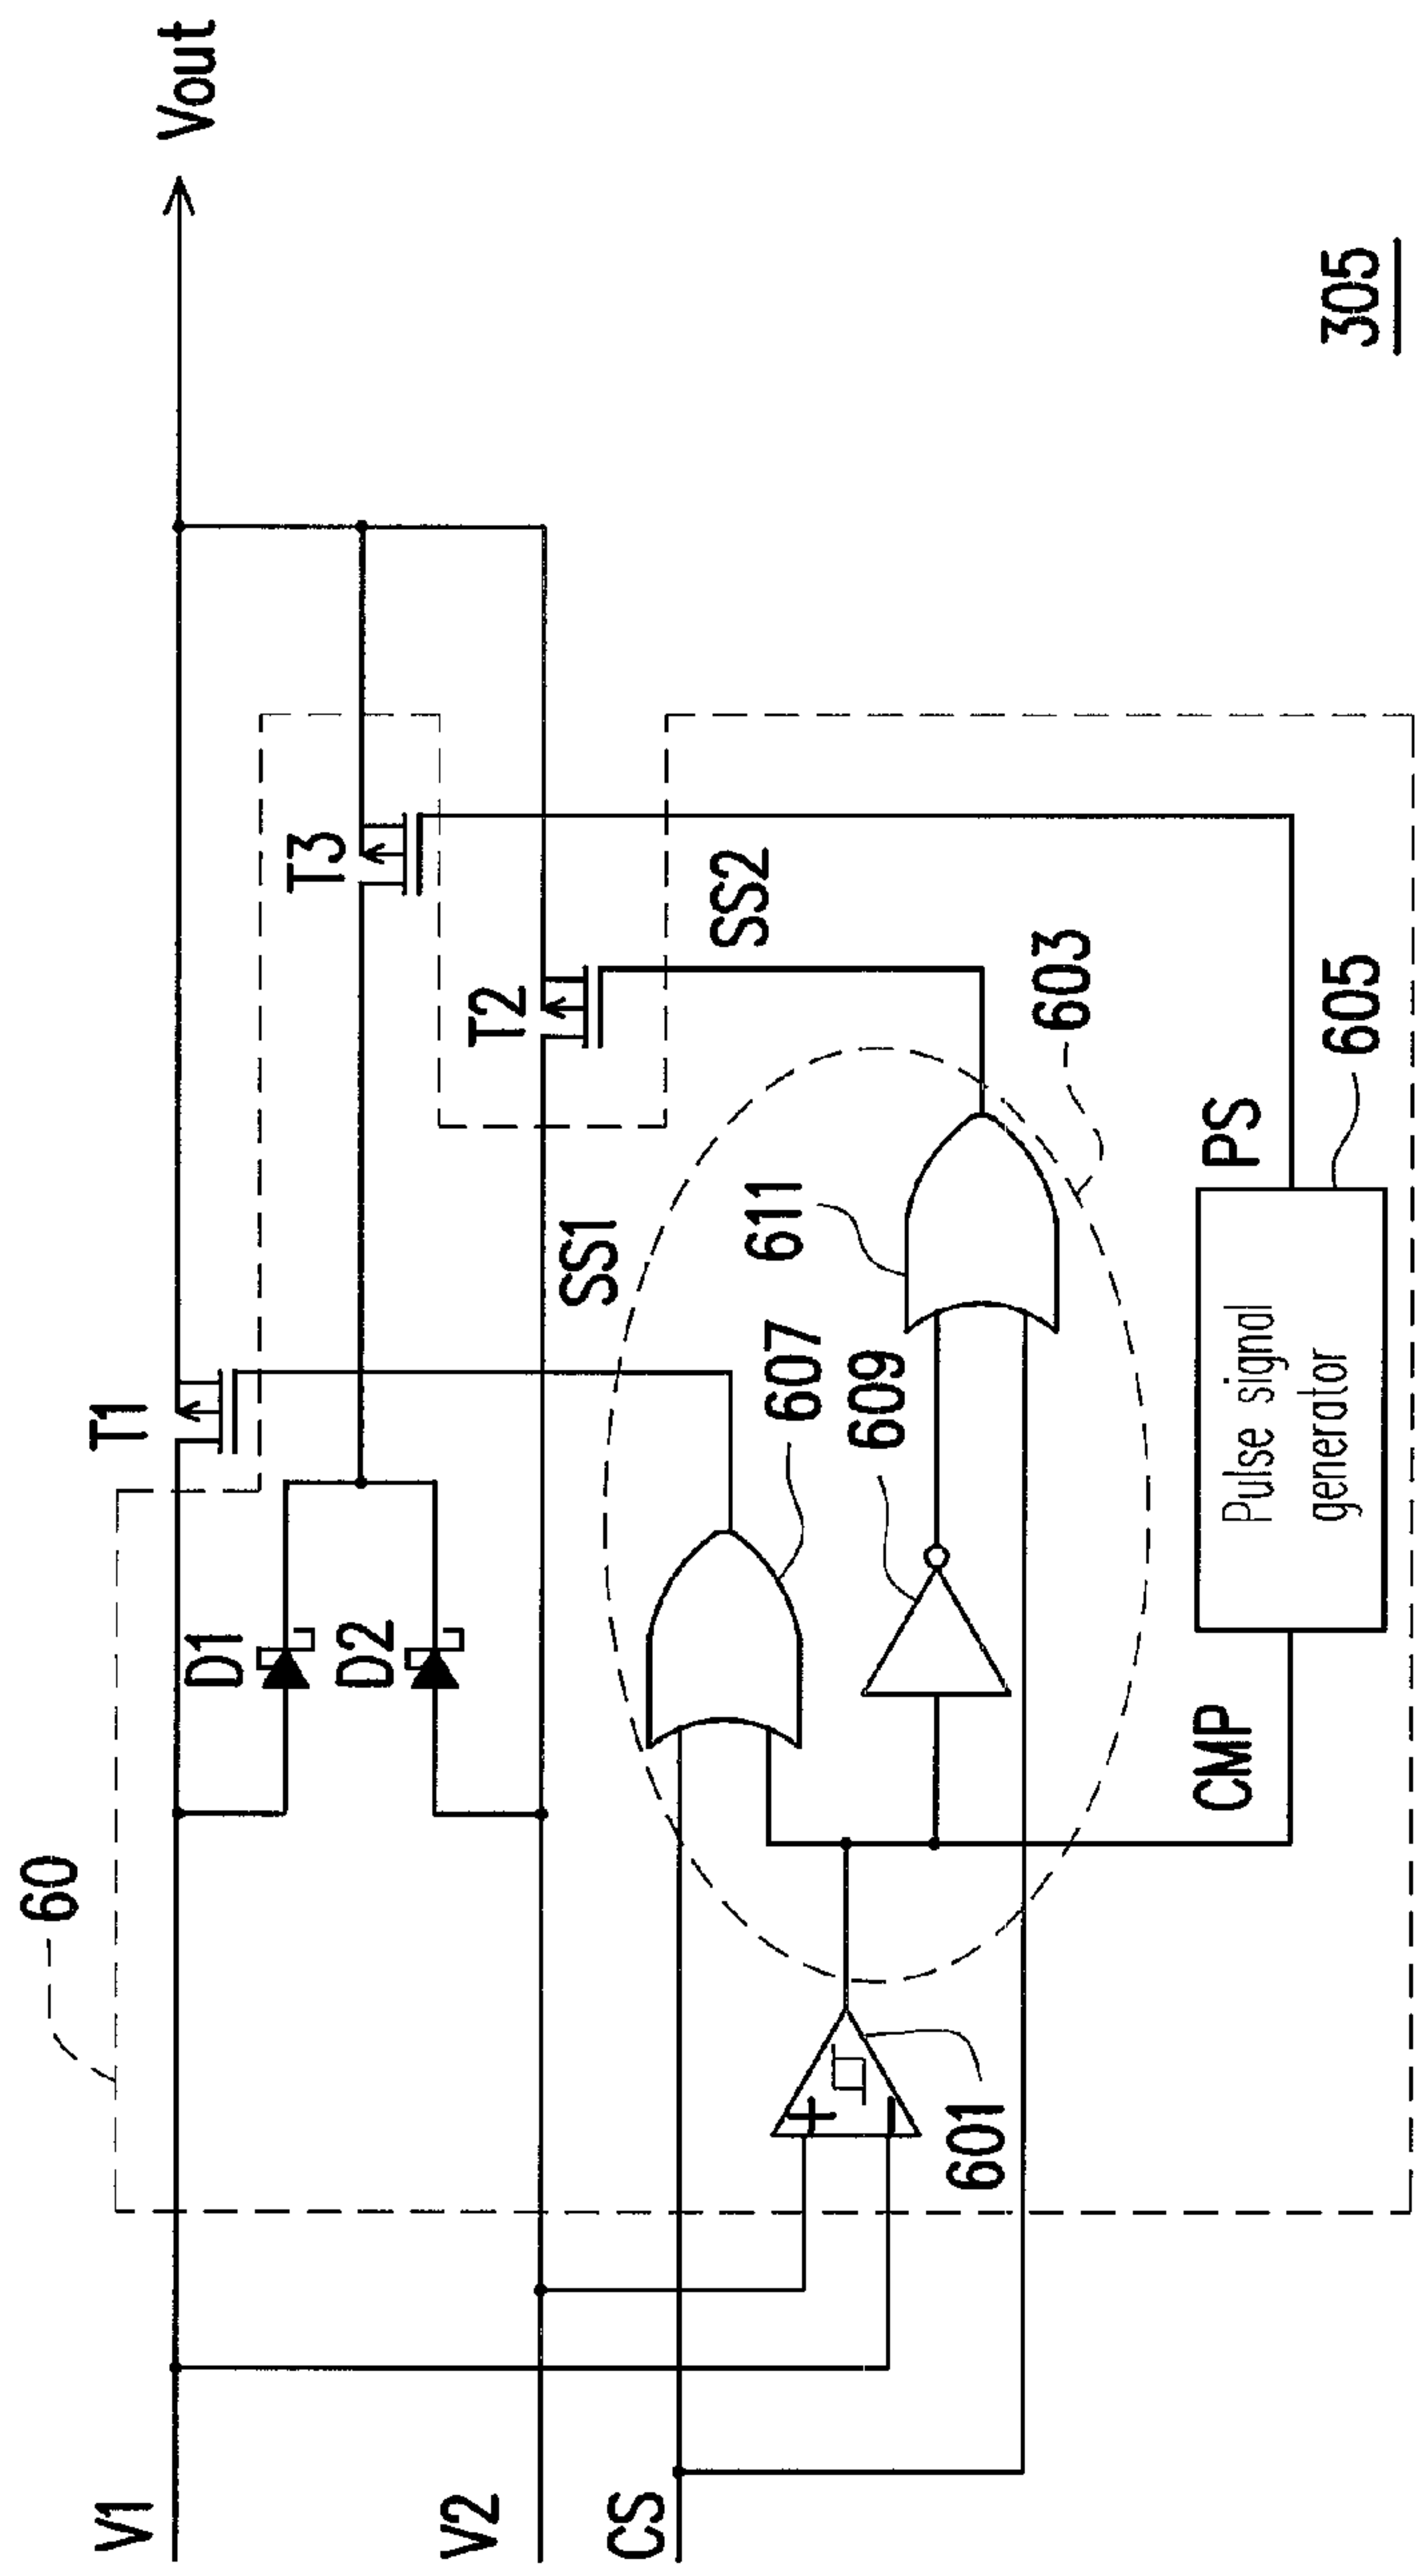 60
V1
T1
Vout
D1
D2
T3
V2
T2
SS1
SS2
CS
607
611
609
603
601
CMP
PS
Pulse signal
generator
605
305
+
−